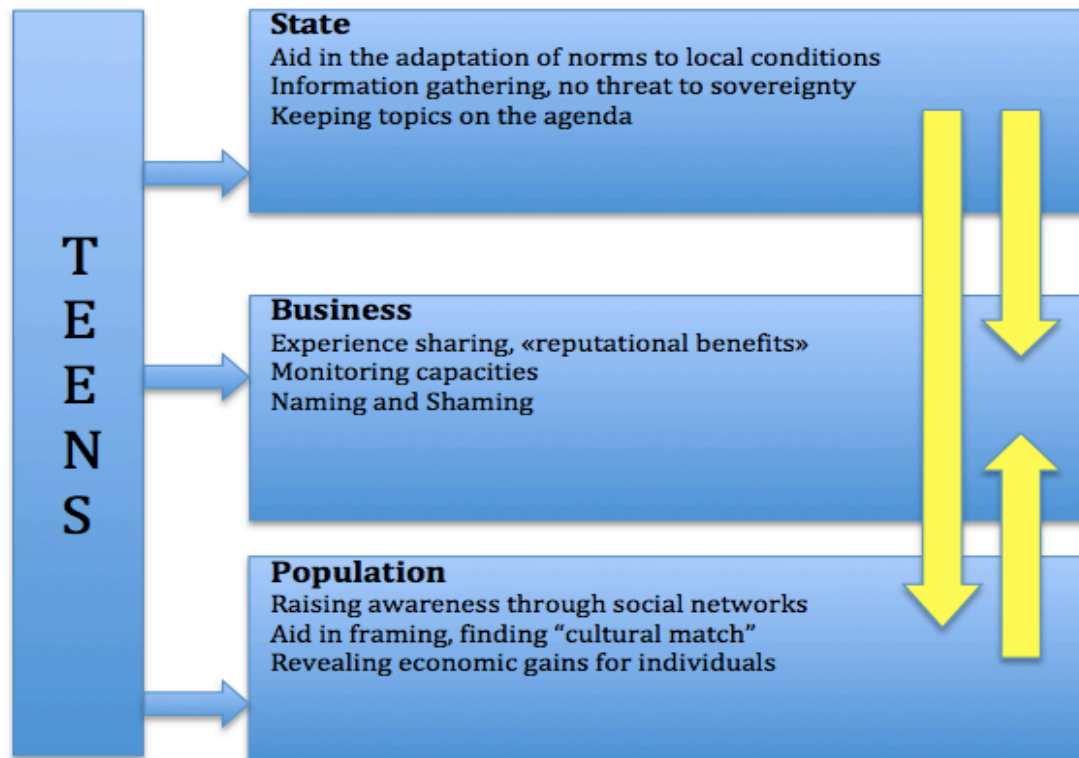 TEENS
State
Aid in the adaptation of norms to local conditions
Information gathering, no threat to sovereignty
Keeping topics on the agenda
Business
Experience sharing, «reputational benefits»
Monitoring capacities
Naming and Shaming
Population
Raising awareness through social networks
Aid in framing, finding “cultural match”
Revealing economic gains for individuals